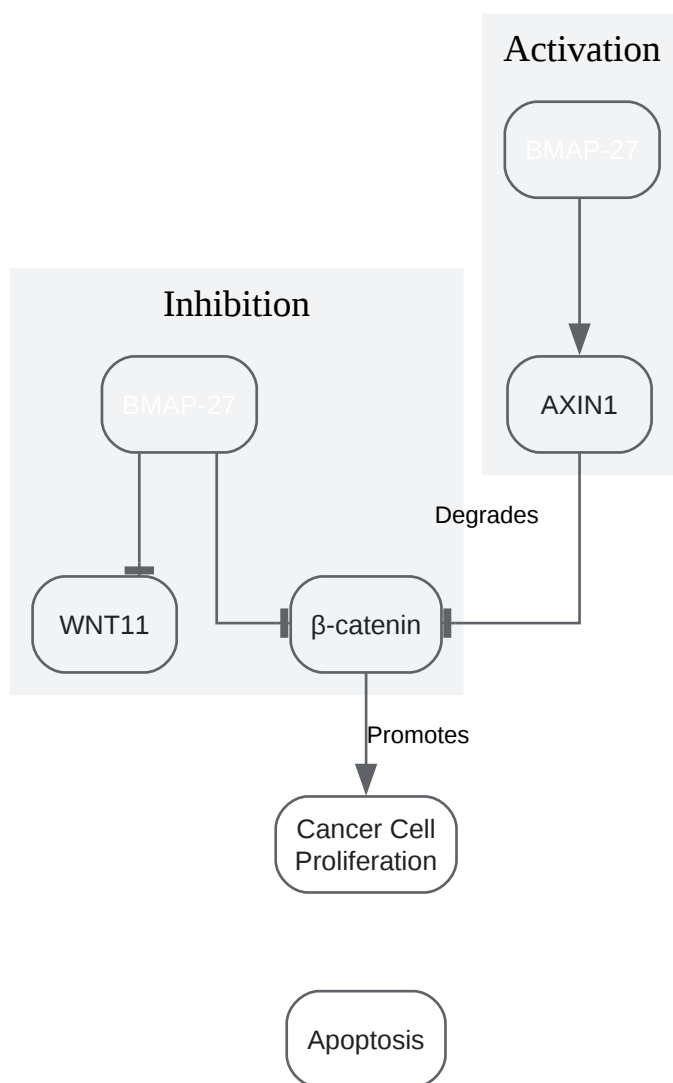 Activation
BMAP-27
Inhibition
BMAP-27
AXIN1
Degrades
WNT11
β-catenin
Promotes
Cancer Cell
Proliferation
Apoptosis